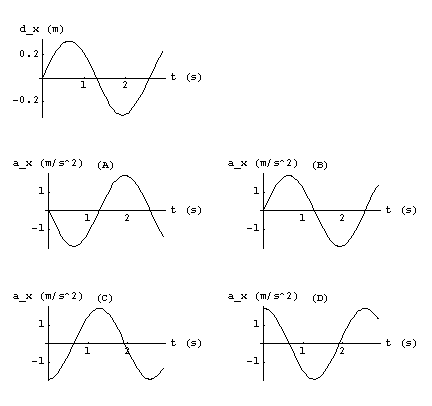 d_x (m)
0.2
t (s)
1 2
-0.2
a_x (m/s^2) (A) a_x (m/s^2) (B)
1 1
t (s) t (s)
1 2 1 2
-1 -1
a_x (m/s^2) (C) a_x (m/s^2) (D)
1 1
t (s) t (s)
1 2 1 2
-1 -1